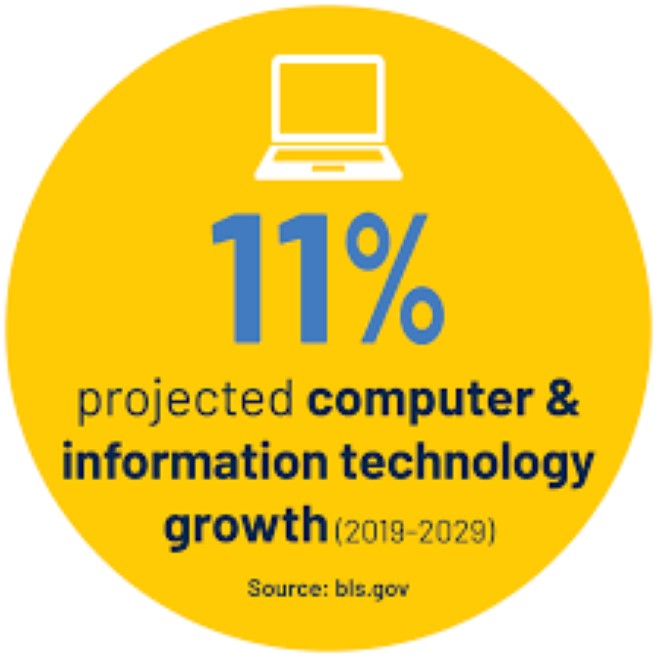 11%
projected computer &
information technology
growth (2019-2029)
Source: bls.gov